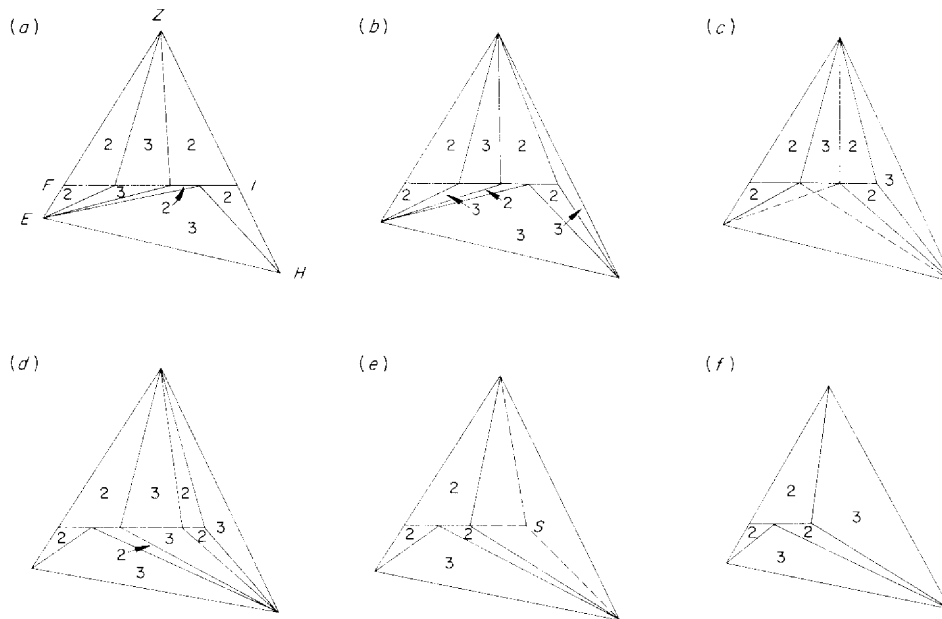 (a) Z (b) (c)
2 3 2 2 3 2 2 3 2
F 2 3 I 2 2 2 2 2 3
E 2 3 3 2 3 3
H
(d) (e) (f)
2 3 2 2 2
2 3 2 3 2 2 S 2 2 3
2 3 3 3